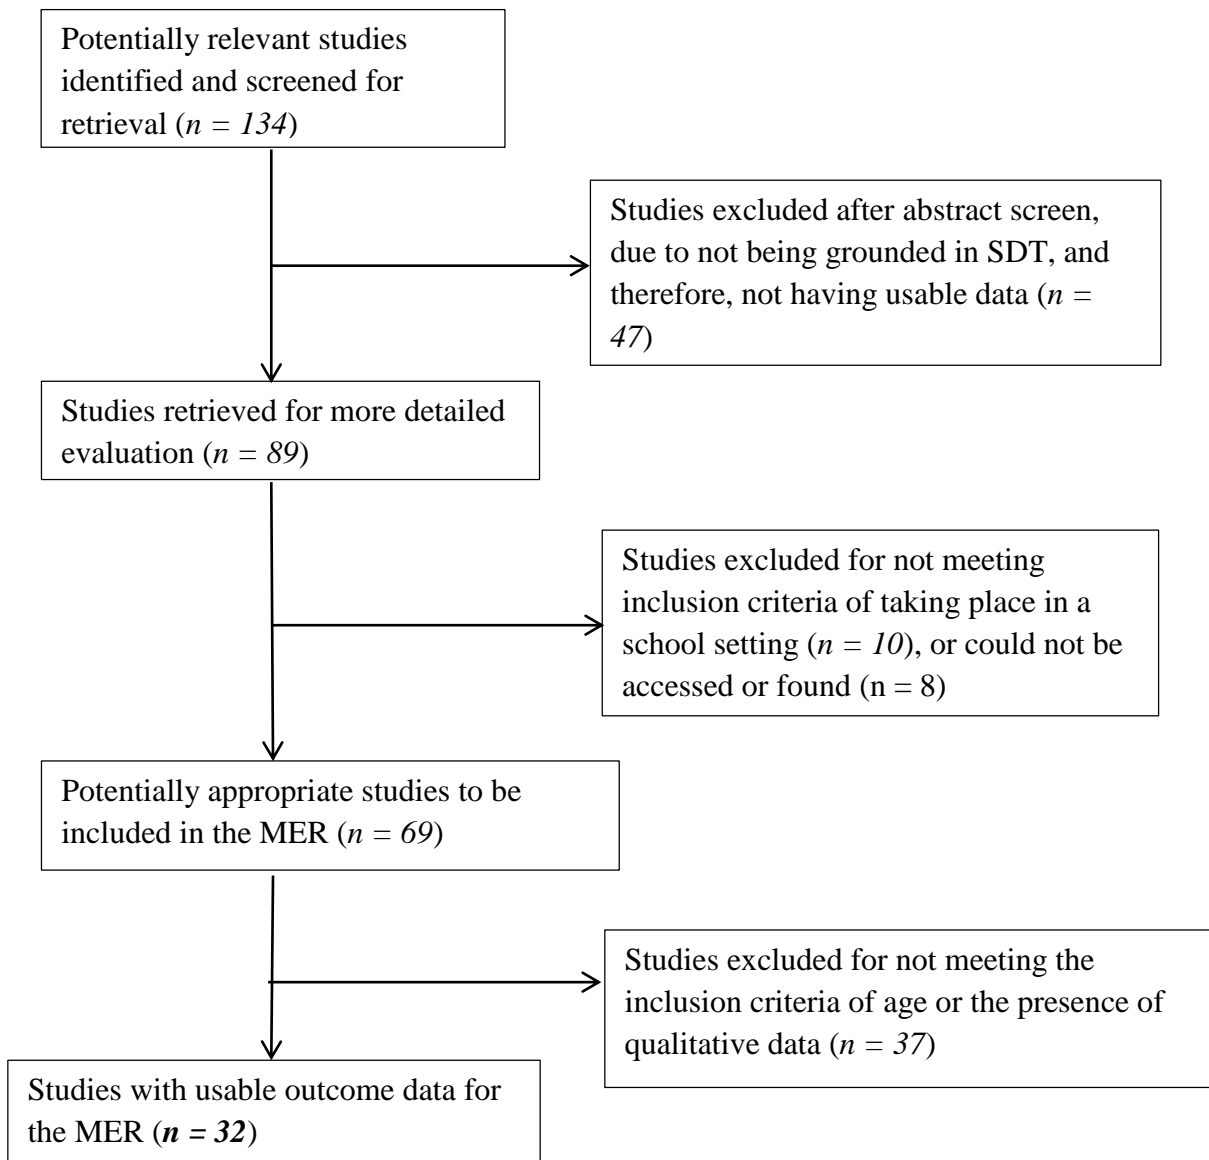 Potentially relevant studies
identified and screened for
retrieval (n = 134)
Studies excluded after abstract screen,
due to not being grounded in SDT, and
therefore, not having usable data (n =
47)
Studies retrieved for more detailed
evaluation (n = 89)
Studies excluded for not meeting
inclusion criteria of taking place in a
school setting (n = 10), or could not be
accessed or found (n = 8)
Potentially appropriate studies to be
included in the MER (n = 69)
Studies excluded for not meeting the
inclusion criteria of age or the presence of
qualitative data (n = 37)
Studies with usable outcome data for
the MER (n = 32)